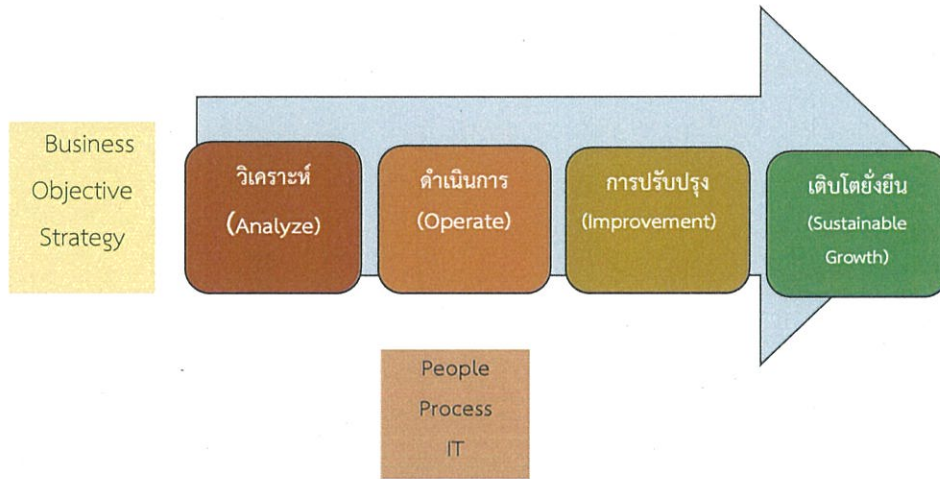 Business
Objective
Strategy
วิเคราะห์
(Analyze)
ดำเนินการ
(Operate)
การปรับปรุง
(Improvement)
เติบโตยั่งยืน
(Sustainable
Growth)
People
Process
IT